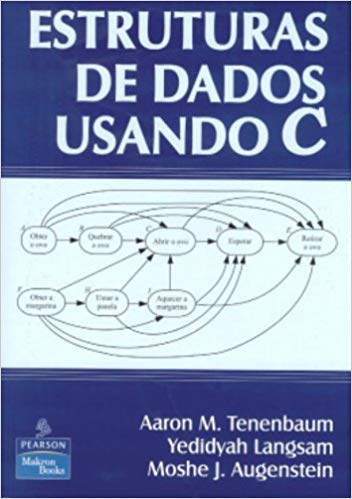 ESTRUTURAS
DE DADOS
USANDO C
A
Obter
o ovo
B
Quebrar
o ovo
C
Abrir o ovo
D
Esperar
E
Retirar
o ovo
F
Obter a
margarina
H
Untar a
panela
I
Aquecer a
margarina
PEARSON
Makron
Books
Aaron M. Tenenbaum
Yedidyah Langsam
Moshe J. Augenstein